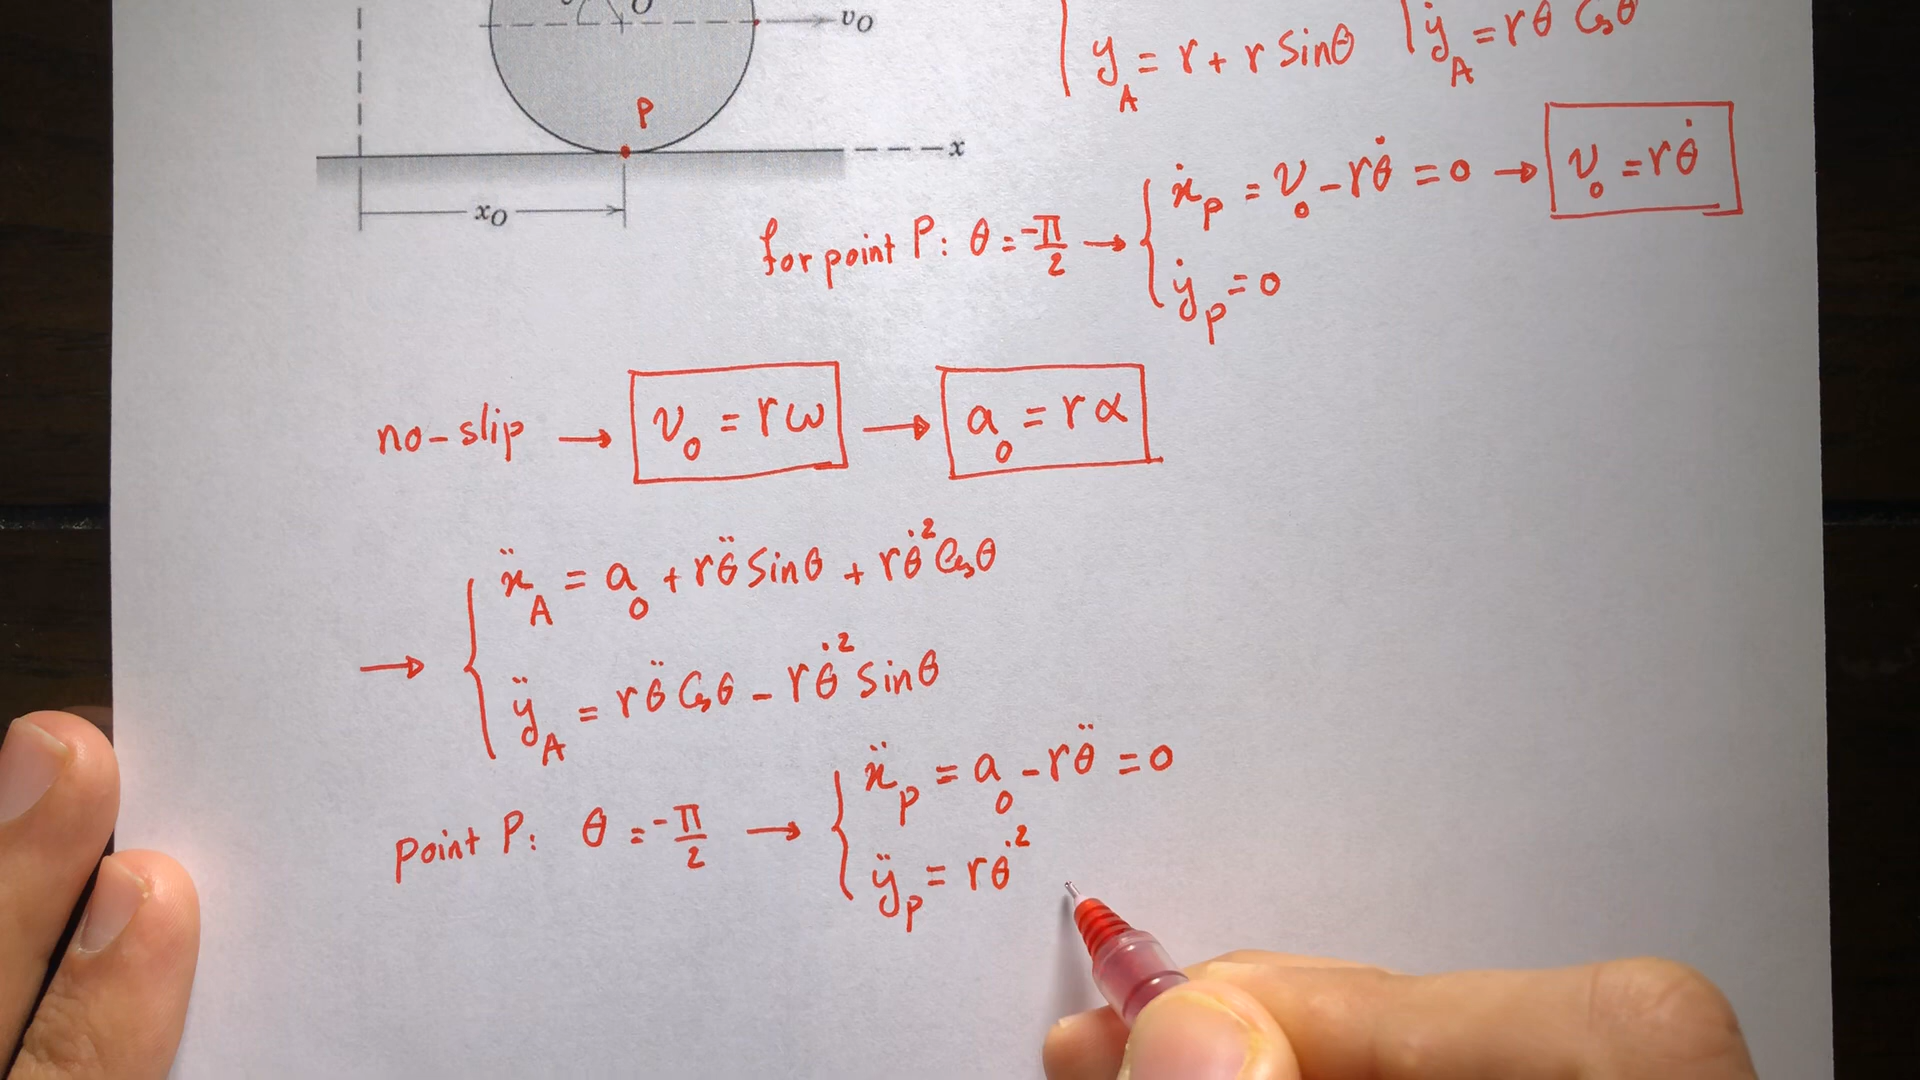 O
v_O
y_A = r + r Sinθ
ẏ_A = rθ̇ Cosθ
P
x
x_O
for point P: θ = -π/2 → { ẋ_P = v_o - rθ̇ = 0 → v_o = rθ̇
ẏ_P = 0
no-slip → v_o = rω → a_o = rα
→ { ẍ_A = a_o + rθ̈ Sinθ + rθ̇² Cosθ
ÿ_A = rθ̈ Cosθ - rθ̇² Sinθ
point P: θ = -π/2 → { ẍ_P = a_o - rθ̈ = 0
ÿ_P = rθ̇²